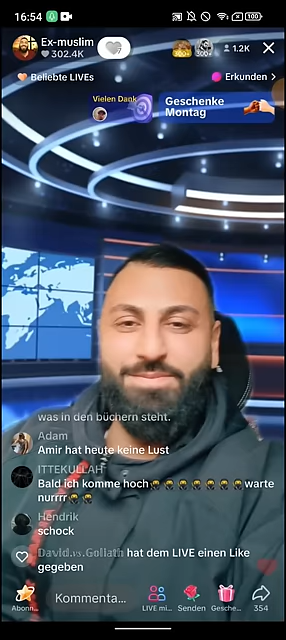 16:54
100
Ex-muslim
302.4K
300+
300+
1.2K
Beliebte LIVEs
Erkunden >
Vielen Dank
Geschenke
Montag
was in den büchern steht.
Adam
Amir hat heute keine Lust
ITTEKULLAH
Bald ich komme hoch🥷🥷🥷🥷🥷🥷🥷warte
nurrrr🥷🥷
Hendrik
schock
David.vs.Goliath hat dem LIVE einen Like
gegeben
Kommenta...
Abonn...
LIVE mi...
Senden
Gesche...
354